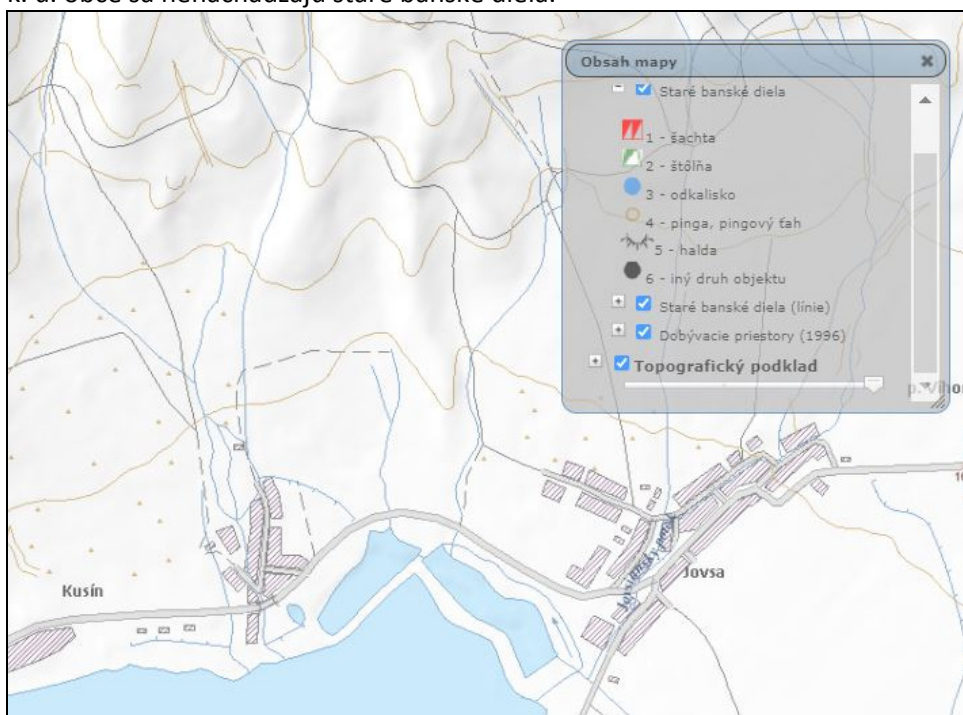 k. ú. obce sa nenachádzajú staré banské diela.
Obsah mapy
Staré banské diela
1 - šachta
2 - štôlňa
3 - odkalisko
4 - pinga, pingový ťah
5 - halda
6 - iný druh objektu
Staré banské diela (línie)
Dobývacie priestory (1996)
Topografický podklad
Kusín
Jovsa